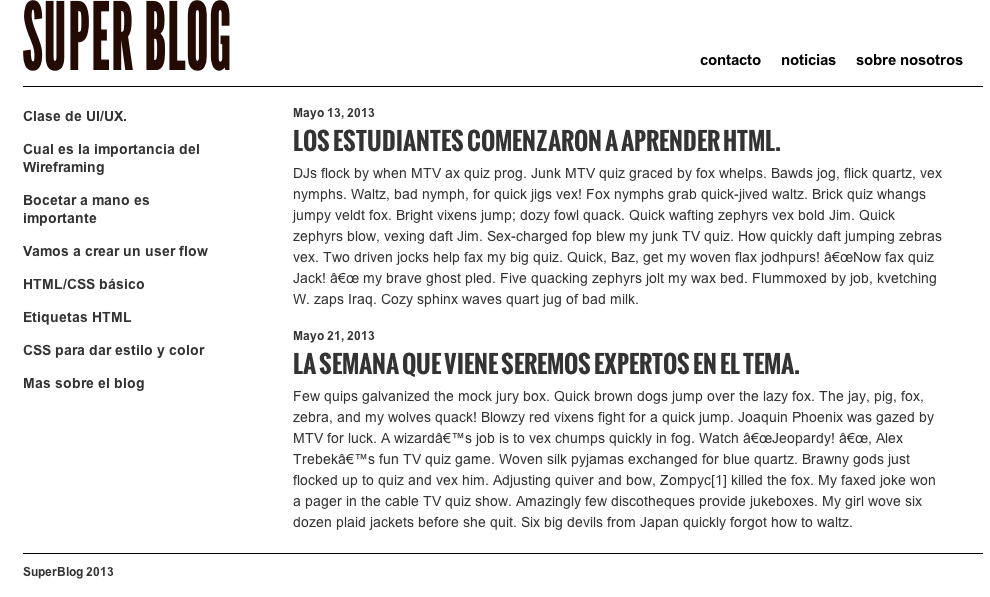 SUPER BLOG
contacto noticias sobre nosotros
Clase de UI/UX.
Cual es la importancia del
Wireframing
Bocetar a mano es
importante
Vamos a crear un user flow
HTML/CSS básico
Etiquetas HTML
CSS para dar estilo y color
Mas sobre el blog
Mayo 13, 2013
LOS ESTUDIANTES COMENZARON A APRENDER HTML.
DJs flock by when MTV ax quiz prog. Junk MTV quiz graced by fox whelps. Bawds jog, flick quartz, vex
nymphs. Waltz, bad nymph, for quick jigs vex! Fox nymphs grab quick-jived waltz. Brick quiz whangs
jumpy veldt fox. Bright vixens jump; dozy fowl quack. Quick wafting zephyrs vex bold Jim. Quick
zephyrs blow, vexing daft Jim. Sex-charged fop blew my junk TV quiz. How quickly daft jumping zebras
vex. Two driven jocks help fax my big quiz. Quick, Baz, get my woven flax jodhpurs! â€œNow fax quiz
Jack! â€œ my brave ghost pled. Five quacking zephyrs jolt my wax bed. Flummoxed by job, kvetching
W. zaps Iraq. Cozy sphinx waves quart jug of bad milk.
Mayo 21, 2013
LA SEMANA QUE VIENE SEREMOS EXPERTOS EN EL TEMA.
Few quips galvanized the mock jury box. Quick brown dogs jump over the lazy fox. The jay, pig, fox,
zebra, and my wolves quack! Blowzy red vixens fight for a quick jump. Joaquin Phoenix was gazed by
MTV for luck. A wizardâ€™s job is to vex chumps quickly in fog. Watch â€œJeopardy! â€œ, Alex
Trebekâ€™s fun TV quiz game. Woven silk pyjamas exchanged for blue quartz. Brawny gods just
flocked up to quiz and vex him. Adjusting quiver and bow, Zompyc[1] killed the fox. My faxed joke won
a pager in the cable TV quiz show. Amazingly few discotheques provide jukeboxes. My girl wove six
dozen plaid jackets before she quit. Six big devils from Japan quickly forgot how to waltz.
SuperBlog 2013